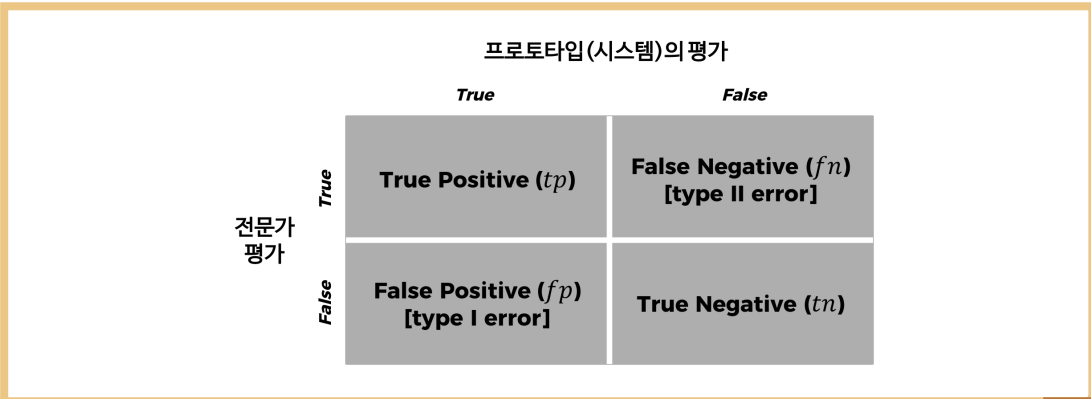 프로토타입(시스템)의 평가
True
False
전문가
평가
True
True Positive (tp)
False Negative (fn)
[type II error]
False
False Positive (fp)
[type I error]
True Negative (tn)